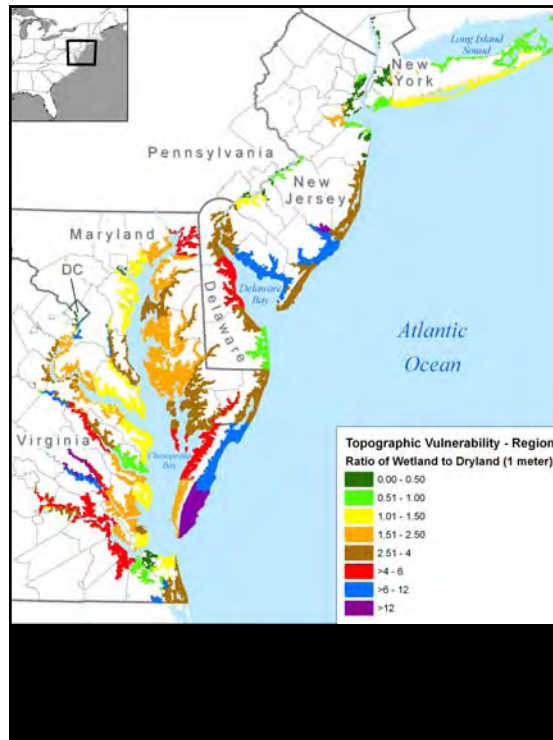 Long Island
Sound
New
York
Pennsylvania
New
Jersey
Maryland
DC
Delaware
Bay
Delaware
Atlantic
Ocean
Virginia
Chesapeake
Bay
Topographic Vulnerability - Region
Ratio of Wetland to Dryland (1 meter)
0.00 - 0.50
0.51 - 1.00
1.01 - 1.50
1.51 - 2.50
2.51 - 4
>4 - 6
>6 - 12
>12